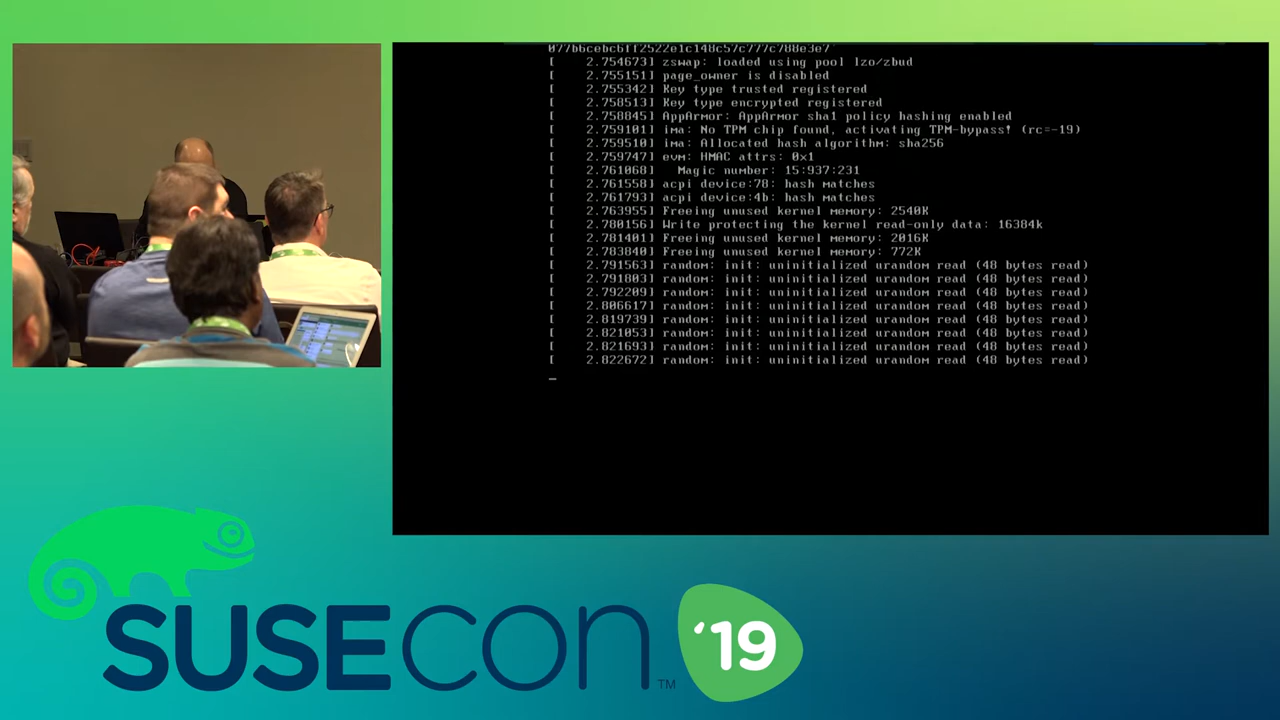 077b6cebc6ff2522e1c148c57c777c788e3e7'
[    2.754673] zswap: loaded using pool lzo/zbud
[    2.755151] page_owner is disabled
[    2.755342] Key type trusted registered
[    2.758513] Key type encrypted registered
[    2.758845] AppArmor: AppArmor sha1 policy hashing enabled
[    2.759101] ima: No TPM chip found, activating TPM-bypass! (rc=-19)
[    2.759510] ima: Allocated hash algorithm: sha256
[    2.759747] evm: HMAC attrs: 0x1
[    2.761068]   Magic number: 15:937:231
[    2.761558] acpi device:78: hash matches
[    2.761793] acpi device:4b: hash matches
[    2.763955] Freeing unused kernel memory: 2540K
[    2.780156] Write protecting the kernel read-only data: 16384k
[    2.781401] Freeing unused kernel memory: 2016K
[    2.783840] Freeing unused kernel memory: 772K
[    2.791563] random: init: uninitialized urandom read (48 bytes read)
[    2.791803] random: init: uninitialized urandom read (48 bytes read)
[    2.792209] random: init: uninitialized urandom read (48 bytes read)
[    2.806617] random: init: uninitialized urandom read (48 bytes read)
[    2.819739] random: init: uninitialized urandom read (48 bytes read)
[    2.821053] random: init: uninitialized urandom read (48 bytes read)
[    2.821693] random: init: uninitialized urandom read (48 bytes read)
[    2.822672] random: init: uninitialized urandom read (48 bytes read)
_
SUSECON™ '19